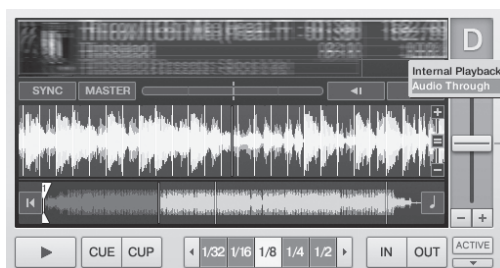 D
Internal Playback
Audio Through
SYNC MASTER
1
CUE CUP 1/32 1/16 1/8 1/4 1/2 IN OUT ACTIVE